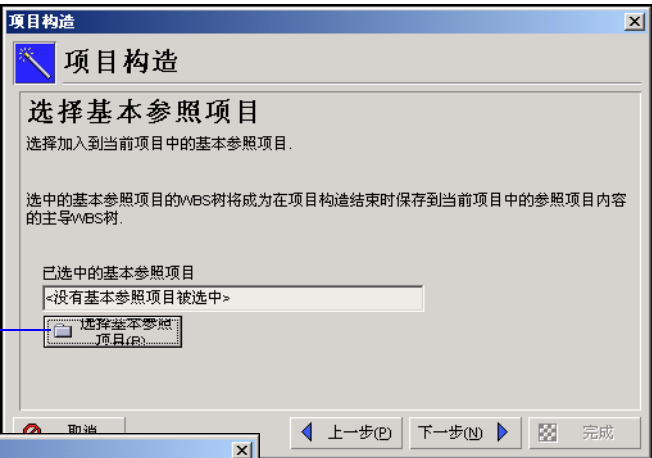 项目构造
项目构造
选择基本参照项目
选择加入到当前项目中的基本参照项目.
选中的基本参照项目的WBS树将成为在项目构造结束时保存到当前项目中的参照项目内容
的主导WBS树.
已选中的基本参照项目
<没有基本参照项目被选中>
选择基本参照
项目(R)
取消
上一步(P)
下一步(N)
完成